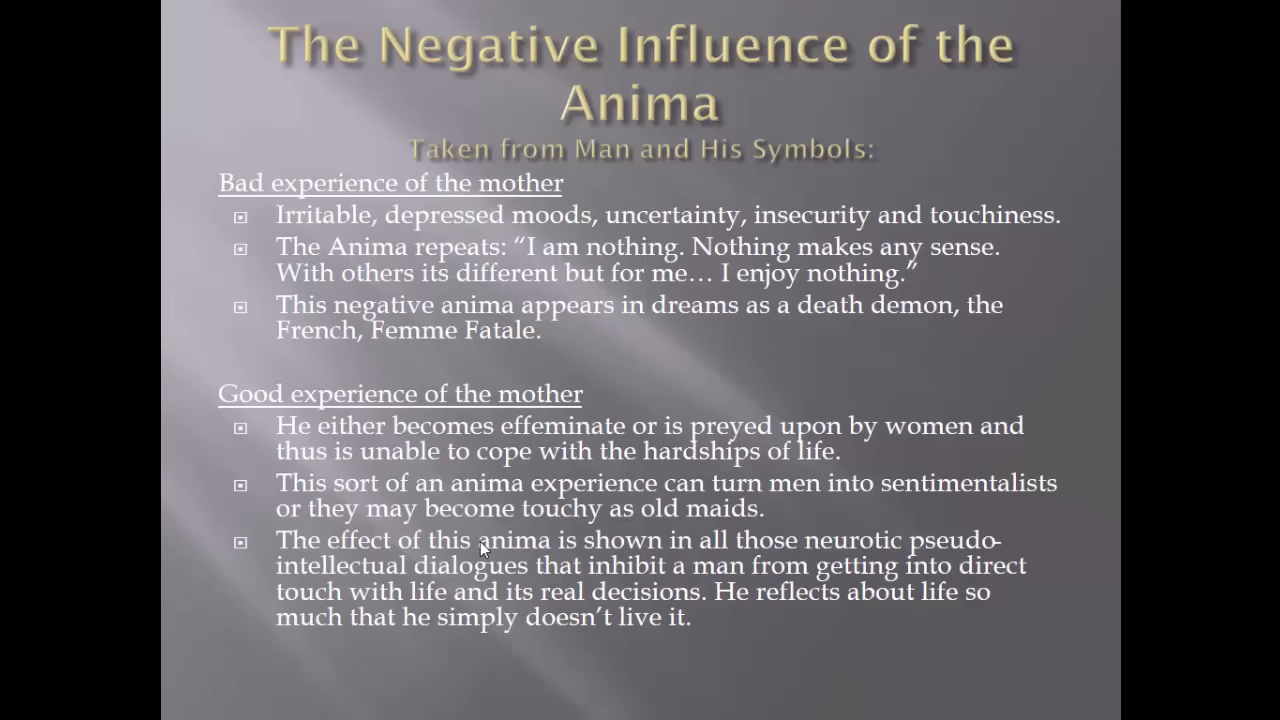 The Negative Influence of the
Anima
Taken from Man and His Symbols:
Bad experience of the mother
Irritable, depressed moods, uncertainty, insecurity and touchiness.
The Anima repeats: “I am nothing. Nothing makes any sense.
With others its different but for me… I enjoy nothing.”
This negative anima appears in dreams as a death demon, the
French, Femme Fatale.
Good experience of the mother
He either becomes effeminate or is preyed upon by women and
thus is unable to cope with the hardships of life.
This sort of an anima experience can turn men into sentimentalists
or they may become touchy as old maids.
The effect of this anima is shown in all those neurotic pseudo-
intellectual dialogues that inhibit a man from getting into direct
touch with life and its real decisions. He reflects about life so
much that he simply doesn’t live it.